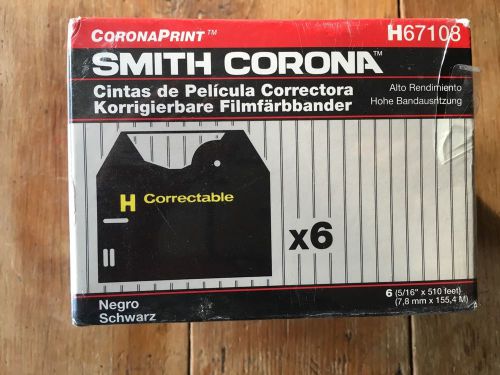 CORONAPRINT™
H67108
SMITH CORONA™
Cintas de Película Correctora
Korrigierbare Filmfärbbander
Alto Rendimiento
Hohe Bandausritzung
H Correctable
x6
6 (5/16" x 510 feet)
(7,8 mm x 155,4 M)
Negro
Schwarz